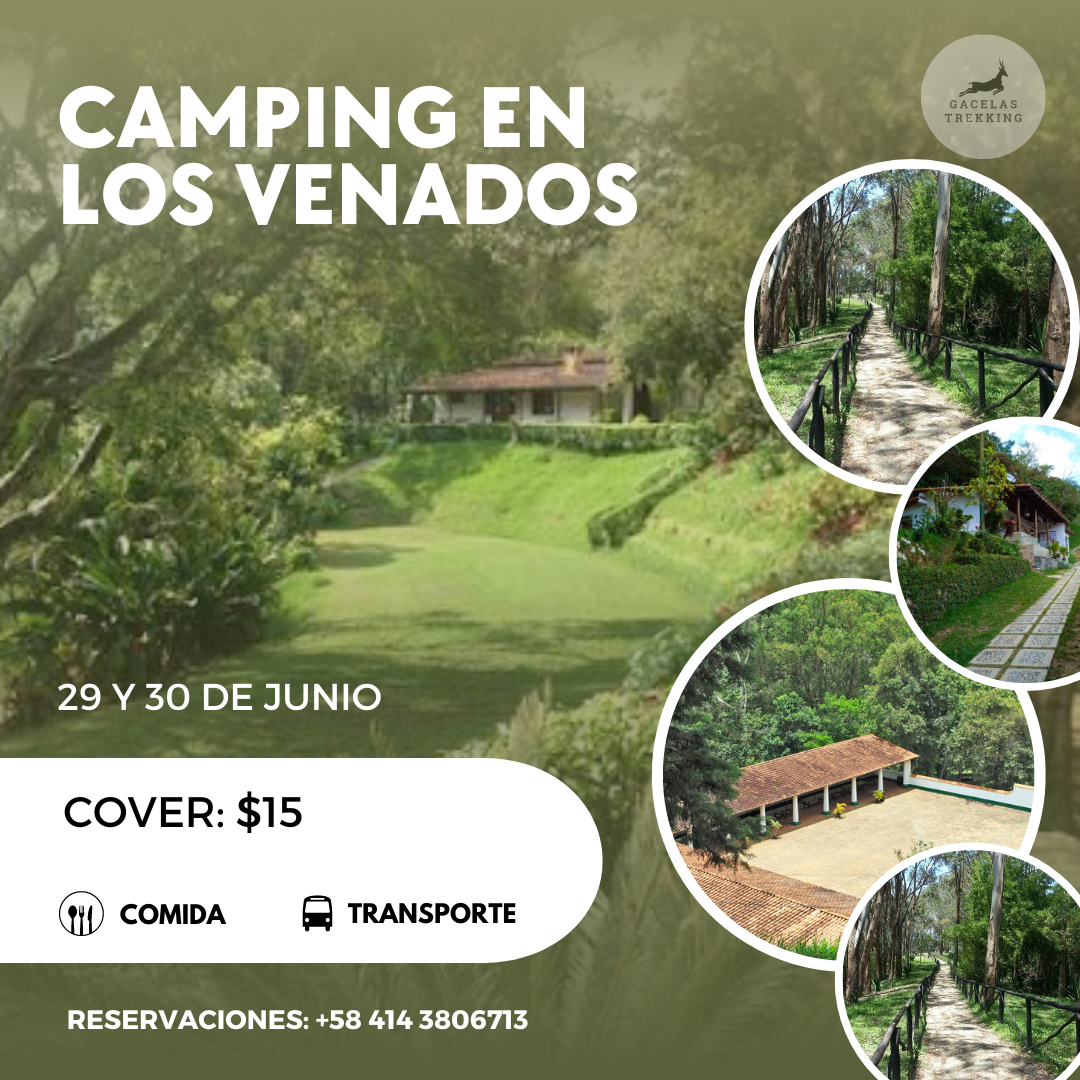 GACELAS
TREKKING
CAMPING EN
LOS VENADOS
29 Y 30 DE JUNIO
COVER: $15
COMIDA
TRANSPORTE
RESERVACIONES: +58 414 3806713